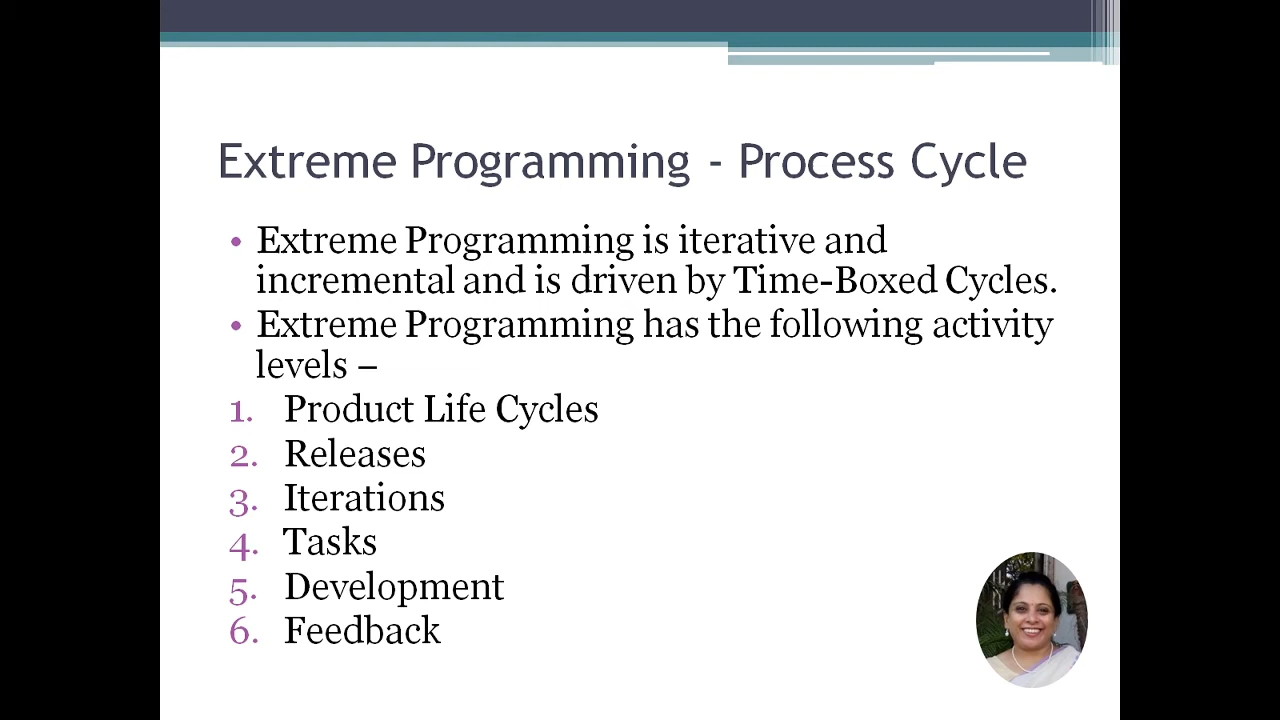 Extreme Programming - Process Cycle
• Extreme Programming is iterative and
incremental and is driven by Time-Boxed Cycles.
• Extreme Programming has the following activity
levels –
1. Product Life Cycles
2. Releases
3. Iterations
4. Tasks
5. Development
6. Feedback